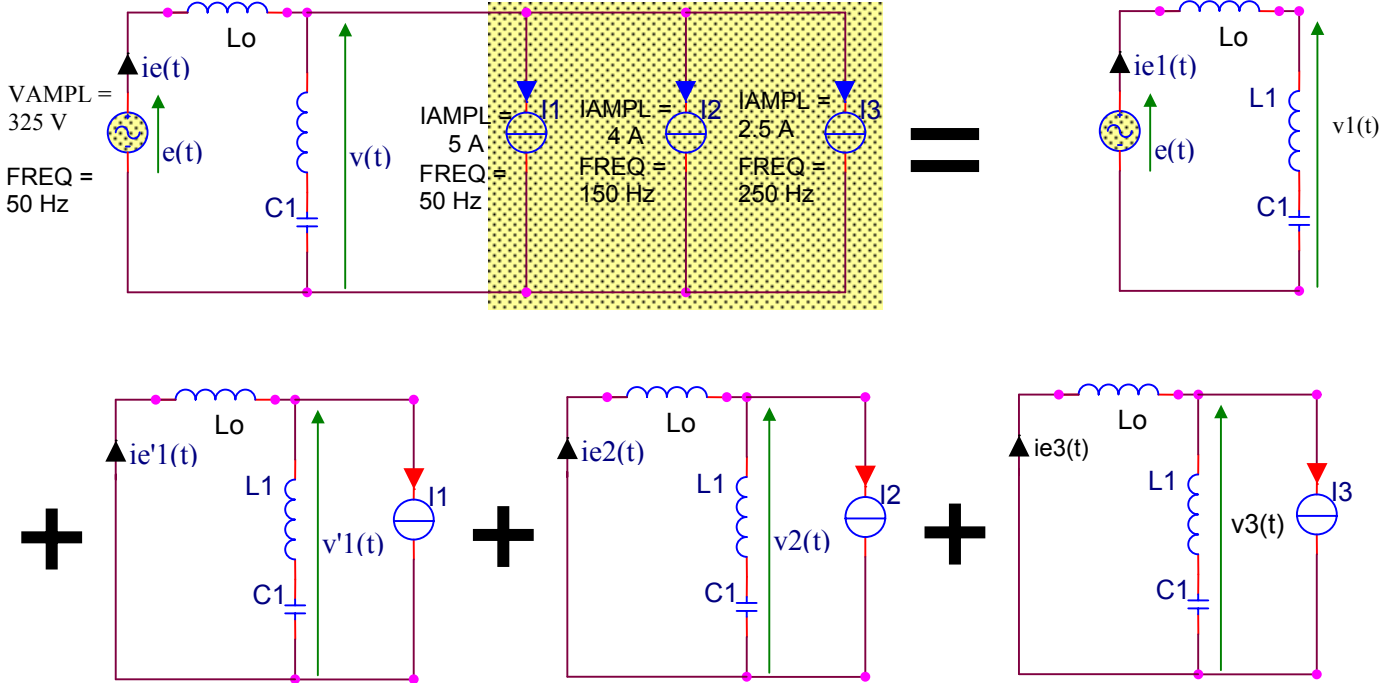 Lo
ie(t)
VAMPL =
325 V
e(t)
FREQ =
50 Hz
C1
v(t)
IAMPL =
5 A
FREQ =
50 Hz
I1
IAMPL =
4 A
FREQ =
150 Hz
I2
IAMPL =
2.5 A
FREQ =
250 Hz
I3
=
Lo
ie1(t)
e(t)
L1
C1
v1(t)
+
Lo
ie'1(t)
L1
C1
v'1(t)
I1
+
Lo
ie2(t)
L1
C1
v2(t)
I2
+
Lo
ie3(t)
L1
C1
v3(t)
I3